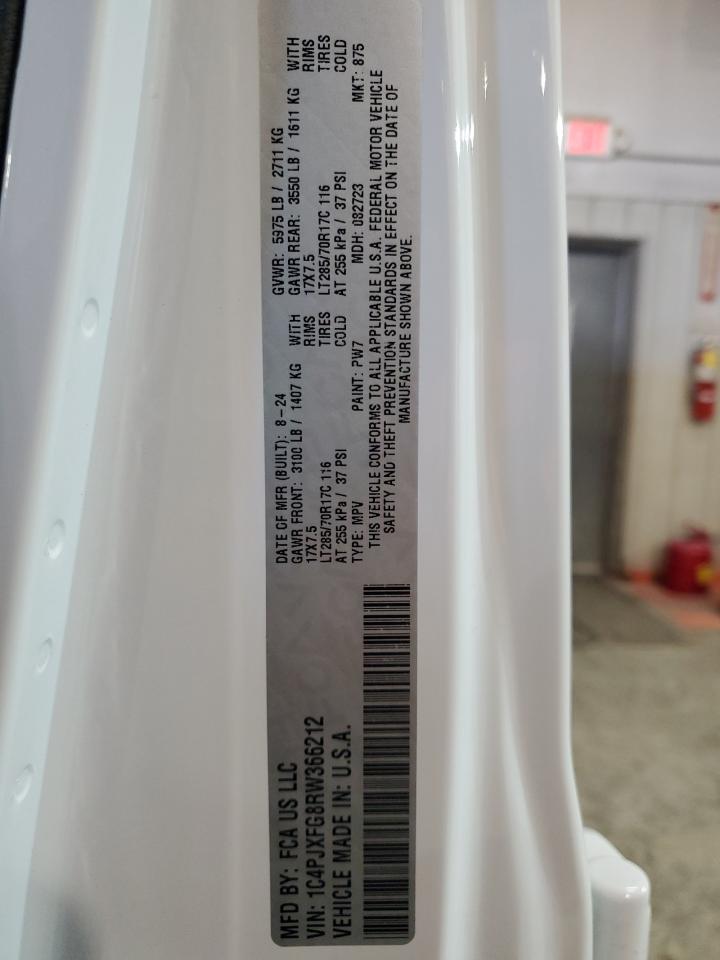 MFD BY: FCA US LLC
VIN: 1C4PJXFG8RW366212
VEHICLE MADE IN: U.S.A.
DATE OF MFR (BUILT): 8-24 GVWR: 5975 LB / 2711 KG
GAWR FRONT: 3100 LB / 1407 KG WITH GAWR REAR: 3550 LB / 1611 KG WITH
17X7.5 RIMS 17X7.5 RIMS
LT285/70R17C 116 TIRES LT285/70R17C 116 TIRES
AT 255 kPa / 37 PSI COLD AT 255 kPa / 37 PSI COLD
TYPE: MPV PAINT: PW7 MDH: 082723 MKT: 875
THIS VEHICLE CONFORMS TO ALL APPLICABLE U.S.A. FEDERAL MOTOR VEHICLE
SAFETY AND THEFT PREVENTION STANDARDS IN EFFECT ON THE DATE OF
MANUFACTURE SHOWN ABOVE.